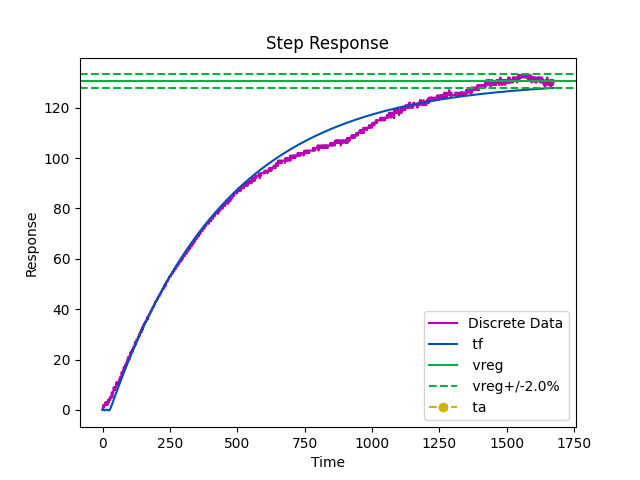 Step Response
Response
120
100
80
60
40
20
0
Discrete Data
tf
vreg
vreg+/-2.0%
ta
0 250 500 750 1000 1250 1500 1750
Time